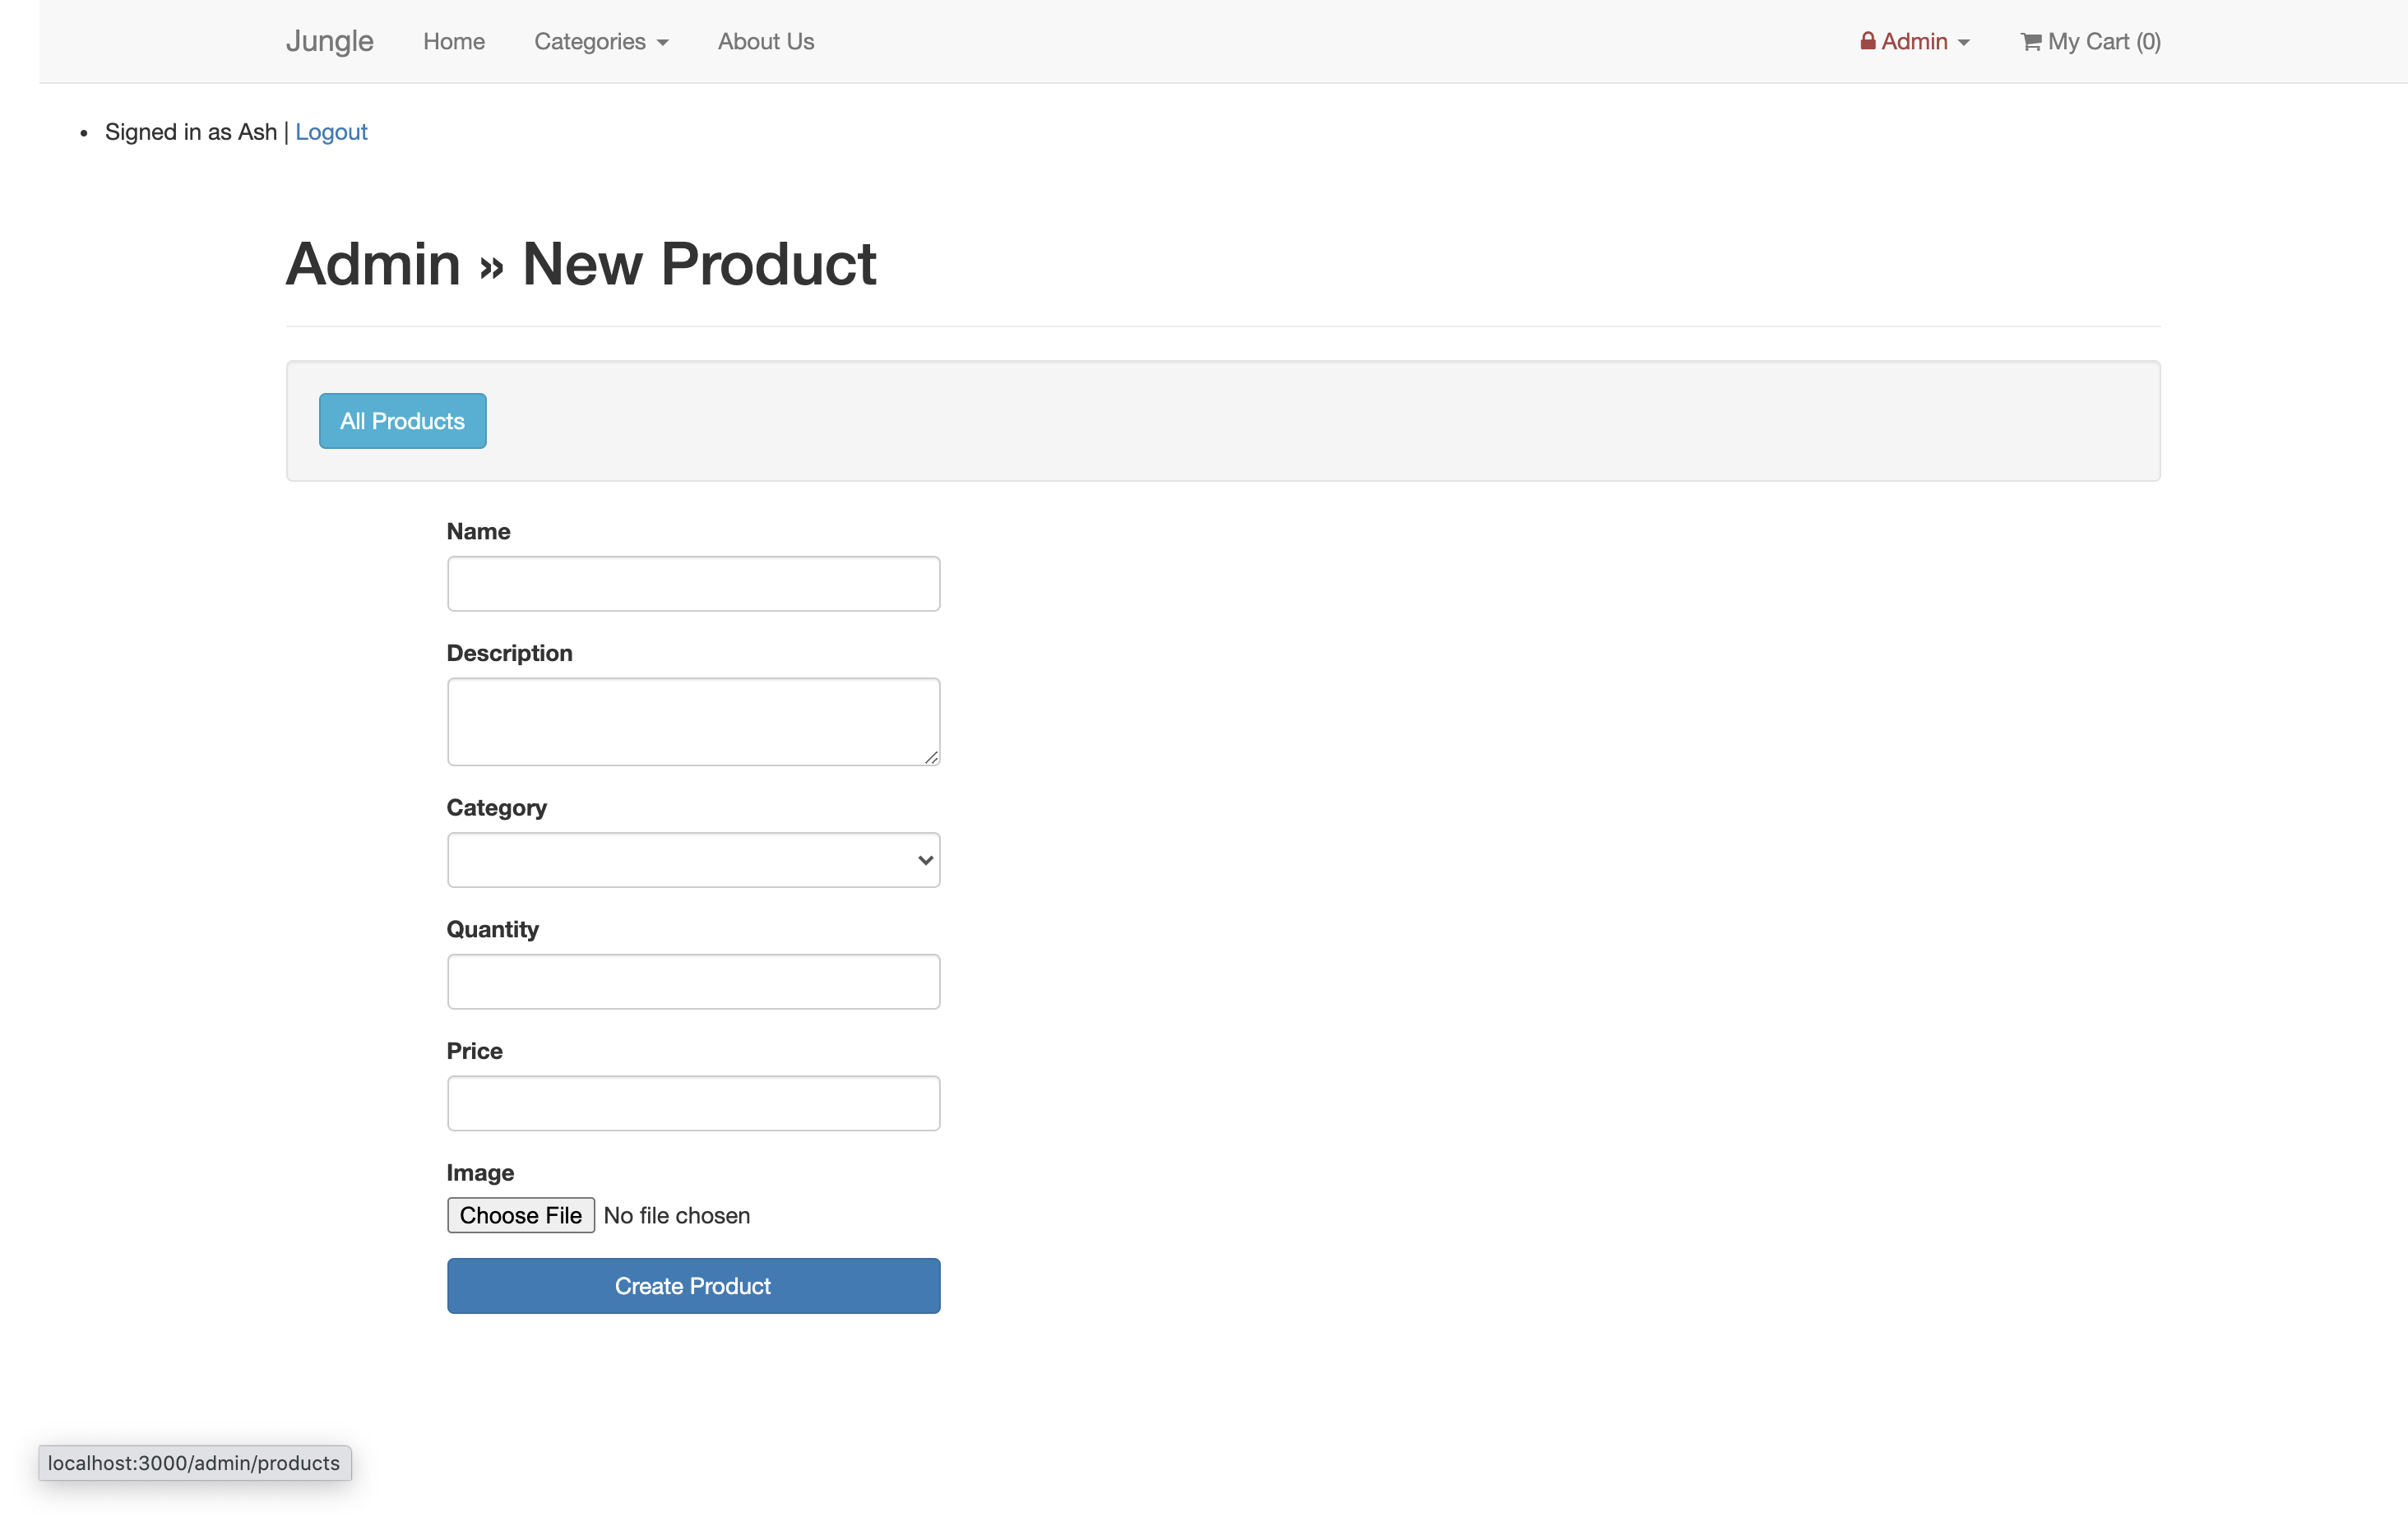 Jungle Home Categories About Us Admin My Cart (0)
Signed in as Ash | Logout
Admin » New Product
All Products
Name
Description
Category
Quantity
Price
Image
Choose File No file chosen
Create Product
localhost:3000/admin/products